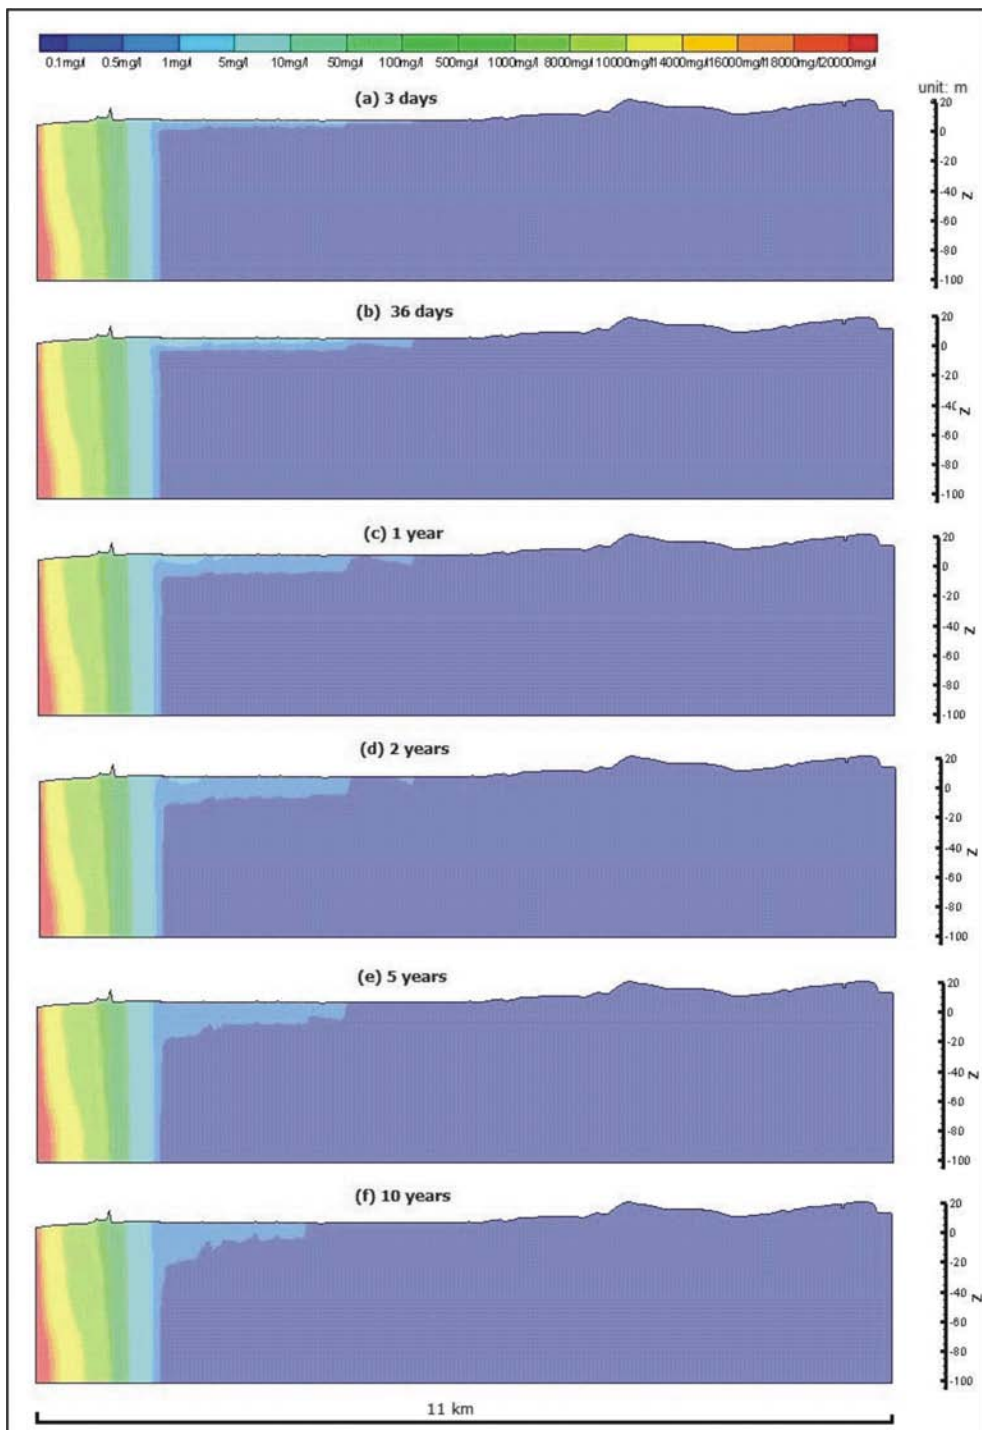 0.1mg/l 0.5mg/l 1mg/l 5mg/l 10mg/l 50mg/l 100mg/l 500mg/l 1000mg/l 8000mg/l 10000mg/l 14000mg/l 16000mg/l 18000mg/l 20000mg/l
unit: m
(a) 3 days
20
0
-20
-40
-60
-80
-100
Z
(b) 36 days
20
0
-20
-40
-60
-80
-100
Z
(c) 1 year
20
0
-20
-40
-60
-80
-100
Z
(d) 2 years
20
0
-20
-40
-60
-80
-100
Z
(e) 5 years
20
0
-20
-40
-60
-80
-100
Z
(f) 10 years
20
0
-20
-40
-60
-80
-100
Z
11 km